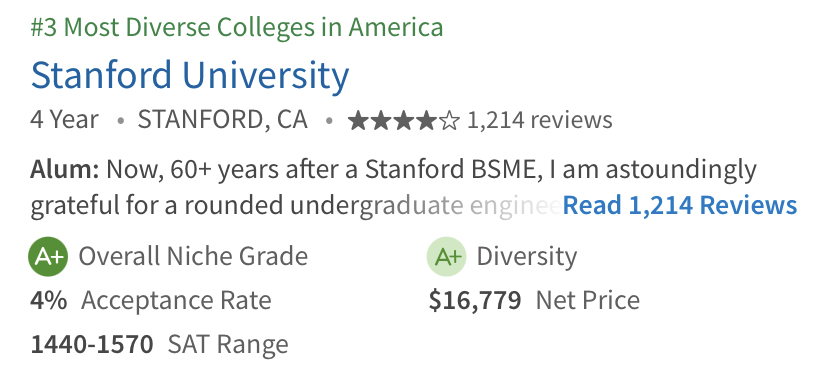 #3 Most Diverse Colleges in America
Stanford University
4 Year • STANFORD, CA • ★★★★☆ 1,214 reviews
Alum: Now, 60+ years after a Stanford BSME, I am astoundingly
grateful for a rounded undergraduate enginee Read 1,214 Reviews
A+ Overall Niche Grade A+ Diversity
4% Acceptance Rate $16,779 Net Price
1440-1570 SAT Range